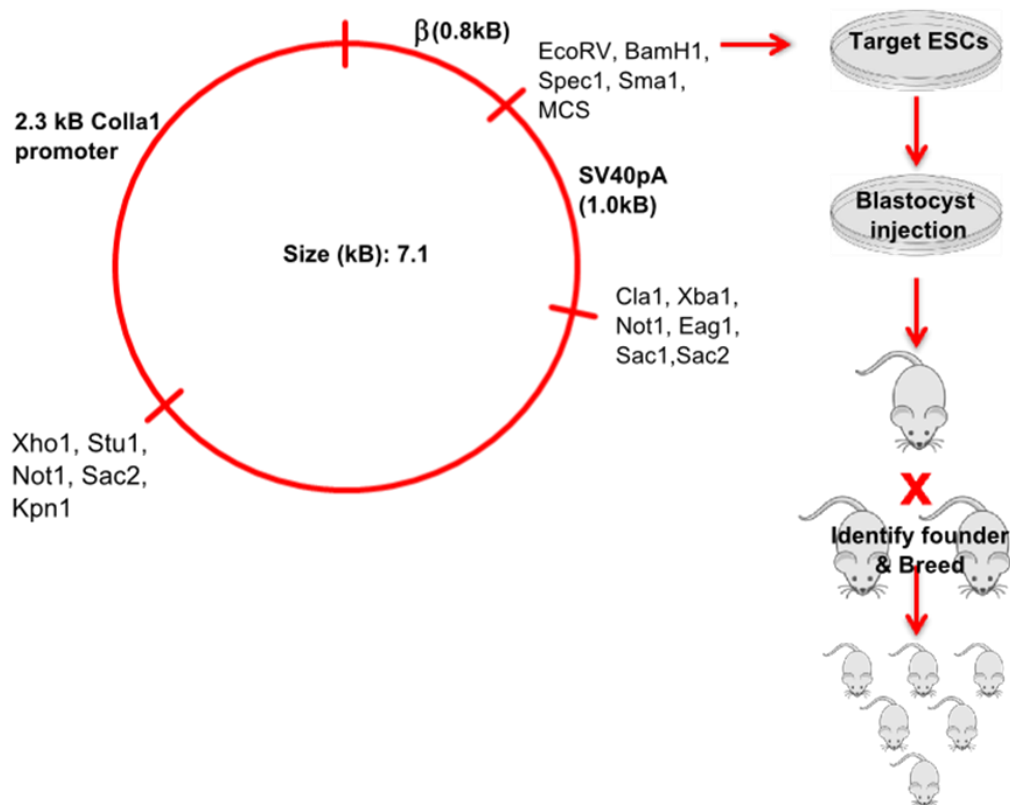 β(0.8kB)
EcoRV, BamH1,
Spec1, Sma1,
MCS
2.3 kB Colla1
promoter
SV40pA
(1.0kB)
Size (kB): 7.1
Cla1, Xba1,
Not1, Eag1,
Sac1,Sac2
Xho1, Stu1,
Not1, Sac2,
Kpn1
Target ESCs
Blastocyst
injection
X
Identify founder
& Breed